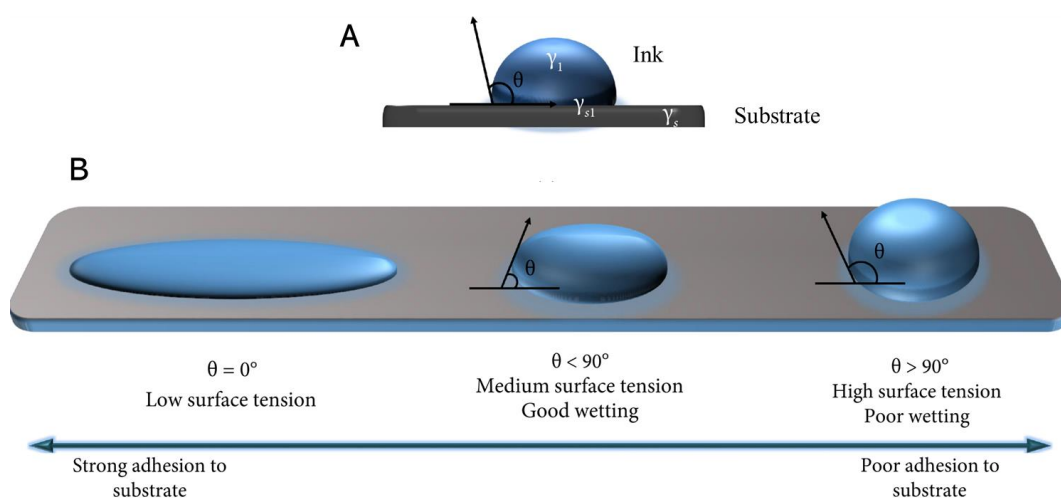 A
Ink
γ1
θ
γs1
γs
Substrate
B
θ
θ
θ = 0°
Low surface tension
θ < 90°
Medium surface tension
Good wetting
θ > 90°
High surface tension
Poor wetting
Strong adhesion to
substrate
Poor adhesion to
substrate